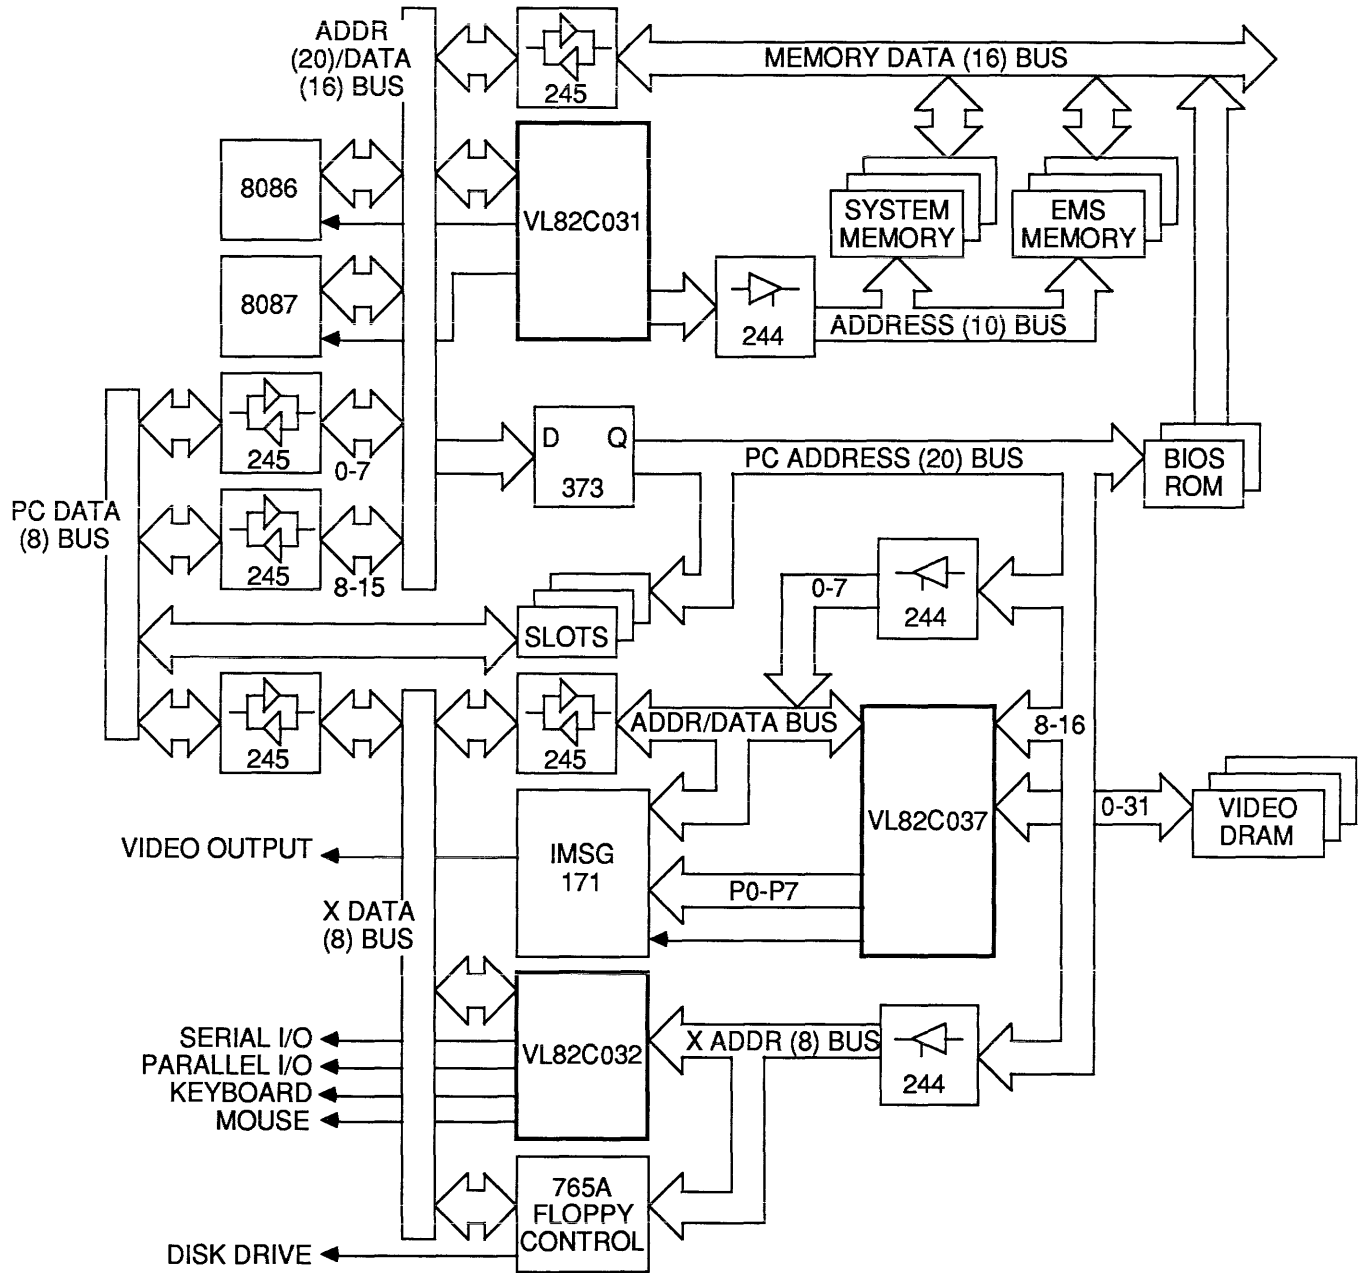 ADDR
(20)/DATA
(16) BUS
245
MEMORY DATA (16) BUS
8086
VL82C031
SYSTEM
MEMORY
EMS
MEMORY
8087
244
ADDRESS (10) BUS
245
0-7
D Q
373
PC ADDRESS (20) BUS
BIOS
ROM
PC DATA
(8) BUS
245
8-15
0-7
244
SLOTS
245
245
ADDR/DATA BUS
8-16
VL82C037
0-31
VIDEO
DRAM
VIDEO OUTPUT
IMSG
171
P0-P7
X DATA
(8) BUS
SERIAL I/O
PARALLEL I/O
KEYBOARD
MOUSE
VL82C032
X ADDR (8) BUS
244
765A
FLOPPY
CONTROL
DISK DRIVE